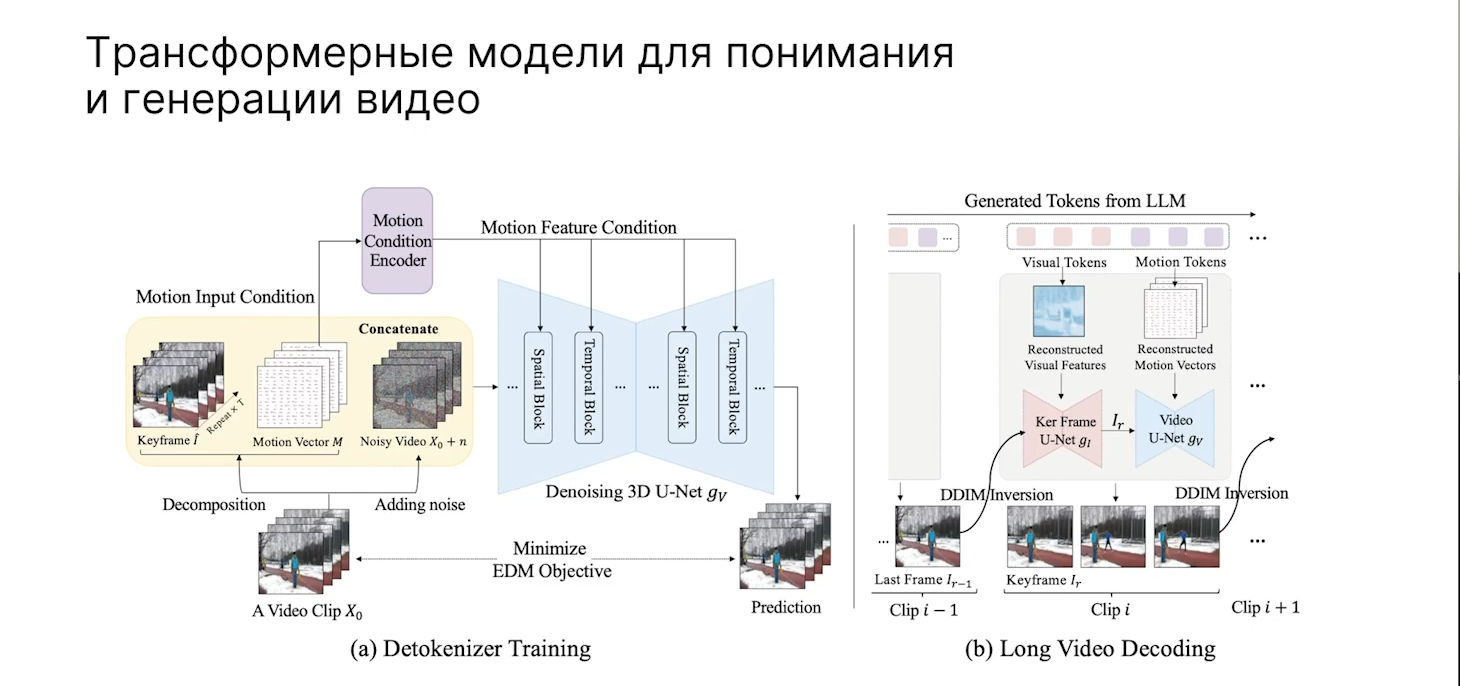 Трансформерные модели для понимания
и генерации видео
Motion
Condition
Encoder
Motion Feature Condition
Motion Input Condition
Concatenate
Keyframe Î
Repeat × T
Motion Vector M
Noisy Video X₀ + n
...
Spatial Block
Temporal Block
...
...
Spatial Block
Temporal Block
...
Denoising 3D U-Net g_V
Decomposition
Adding noise
Minimize
EDM Objective
A Video Clip X₀
Prediction
(a) Detokenizer Training
Generated Tokens from LLM
...
...
Visual Tokens
Motion Tokens
Reconstructed
Visual Features
Reconstructed
Motion Vectors
...
Ker Frame
U-Net g_I
I_r
Video
U-Net g_V
DDIM Inversion
DDIM Inversion
...
...
Last Frame I_{r−1}
Keyframe I_r
Clip i − 1
Clip i
Clip i + 1
(b) Long Video Decoding